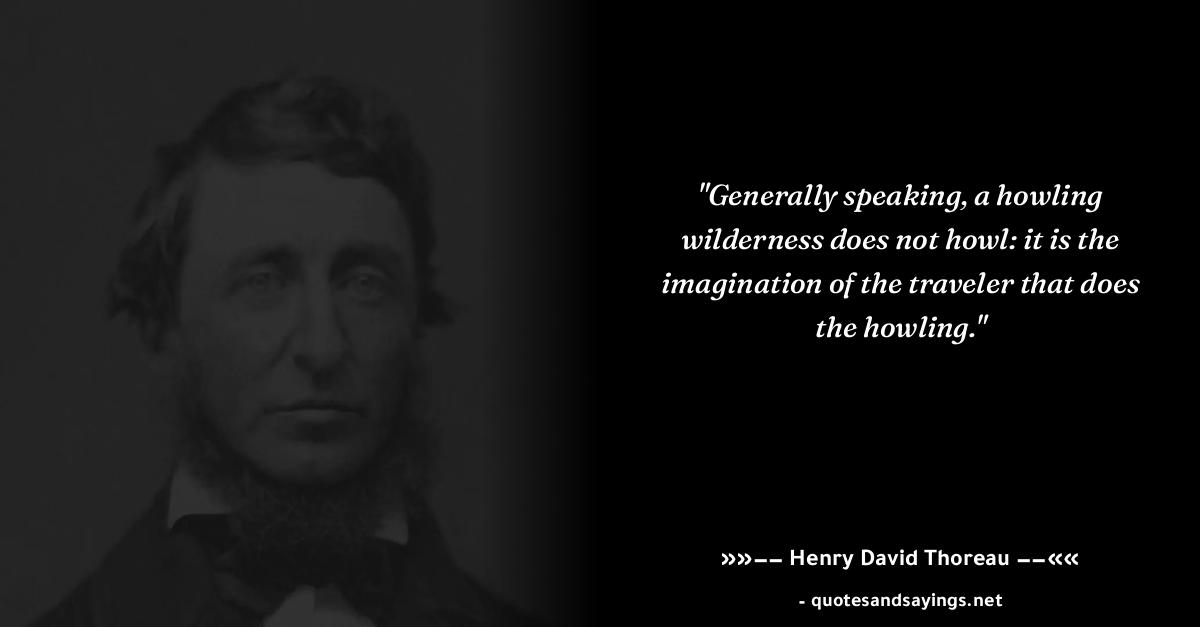 "Generally speaking, a howling
wilderness does not howl: it is the
imagination of the traveler that does
the howling."
»»−− Henry David Thoreau −−««
- quotesandsayings.net